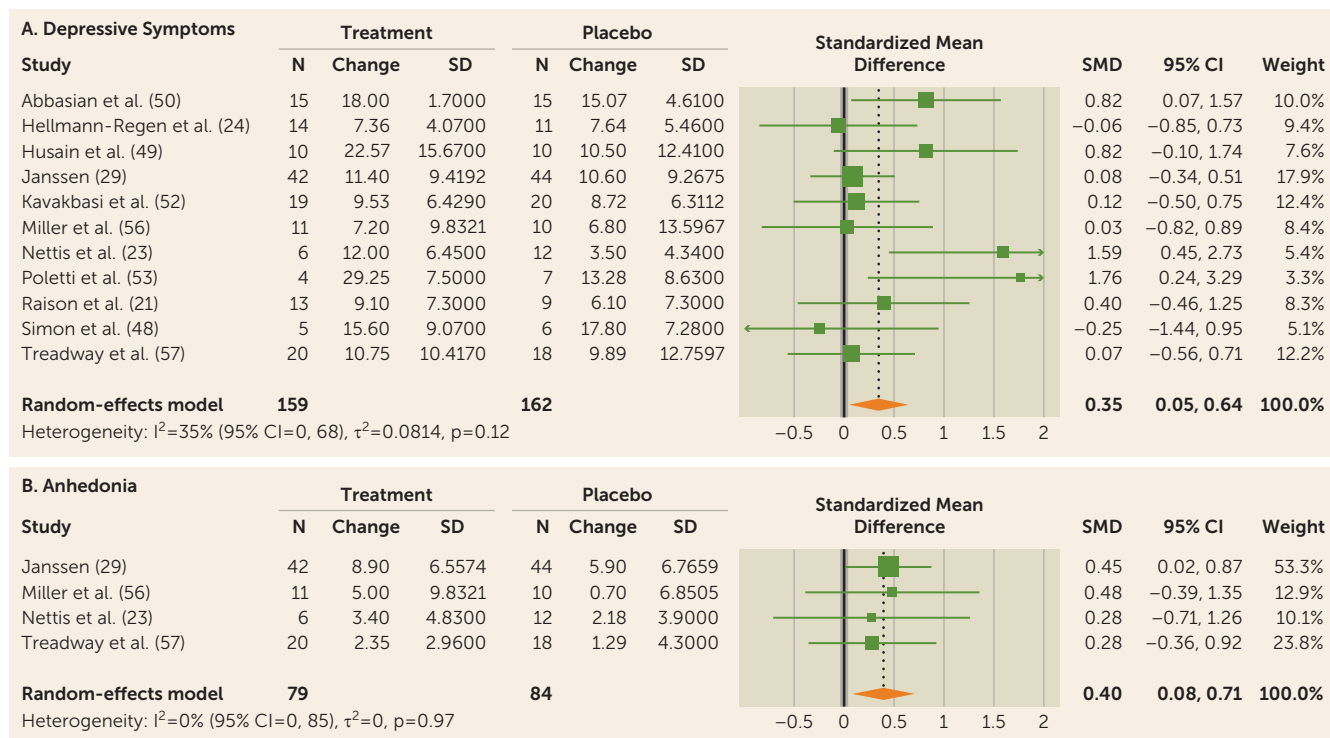 A. Depressive Symptoms Treatment Placebo Standardized Mean Difference
Study N Change SD N Change SD SMD 95% CI Weight
Abbasian et al. (50) 15 18.00 1.7000 15 15.07 4.6100 0.82 0.07, 1.57 10.0%
Hellmann-Regen et al. (24) 14 7.36 4.0700 11 7.64 5.4600 −0.06 −0.85, 0.73 9.4%
Husain et al. (49) 10 22.57 15.6700 10 10.50 12.4100 0.82 −0.10, 1.74 7.6%
Janssen (29) 42 11.40 9.4192 44 10.60 9.2675 0.08 −0.34, 0.51 17.9%
Kavakbasi et al. (52) 19 9.53 6.4290 20 8.72 6.3112 0.12 −0.50, 0.75 12.4%
Miller et al. (56) 11 7.20 9.8321 10 6.80 13.5967 0.03 −0.82, 0.89 8.4%
Nettis et al. (23) 6 12.00 6.4500 12 3.50 4.3400 1.59 0.45, 2.73 5.4%
Poletti et al. (53) 4 29.25 7.5000 7 13.28 8.6300 1.76 0.24, 3.29 3.3%
Raison et al. (21) 13 9.10 7.3000 9 6.10 7.3000 0.40 −0.46, 1.25 8.3%
Simon et al. (48) 5 15.60 9.0700 6 17.80 7.2800 −0.25 −1.44, 0.95 5.1%
Treadway et al. (57) 20 10.75 10.4170 18 9.89 12.7597 0.07 −0.56, 0.71 12.2%
Random-effects model 159 162 0.35 0.05, 0.64 100.0%
Heterogeneity: I²=35% (95% CI=0, 68), τ²=0.0814, p=0.12
−0.5 0 0.5 1 1.5 2
B. Anhedonia Treatment Placebo Standardized Mean Difference
Study N Change SD N Change SD SMD 95% CI Weight
Janssen (29) 42 8.90 6.5574 44 5.90 6.7659 0.45 0.02, 0.87 53.3%
Miller et al. (56) 11 5.00 9.8321 10 0.70 6.8505 0.48 −0.39, 1.35 12.9%
Nettis et al. (23) 6 3.40 4.8300 12 2.18 3.9000 0.28 −0.71, 1.26 10.1%
Treadway et al. (57) 20 2.35 2.9600 18 1.29 4.3000 0.28 −0.36, 0.92 23.8%
Random-effects model 79 84 0.40 0.08, 0.71 100.0%
Heterogeneity: I²=0% (95% CI=0, 85), τ²=0, p=0.97
−0.5 0 0.5 1 1.5 2